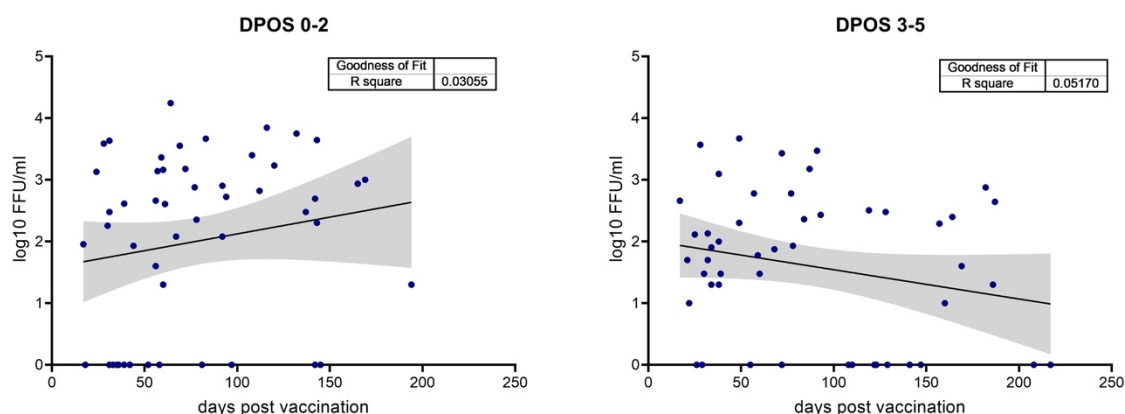 DPOS 0-2
Goodness of Fit
R square 0.03055
5
4
3
2
1
0
log10 FFU/ml
0 50 100 150 200 250
days post vaccination
DPOS 3-5
Goodness of Fit
R square 0.05170
5
4
3
2
1
0
log10 FFU/ml
0 50 100 150 200 250
days post vaccination